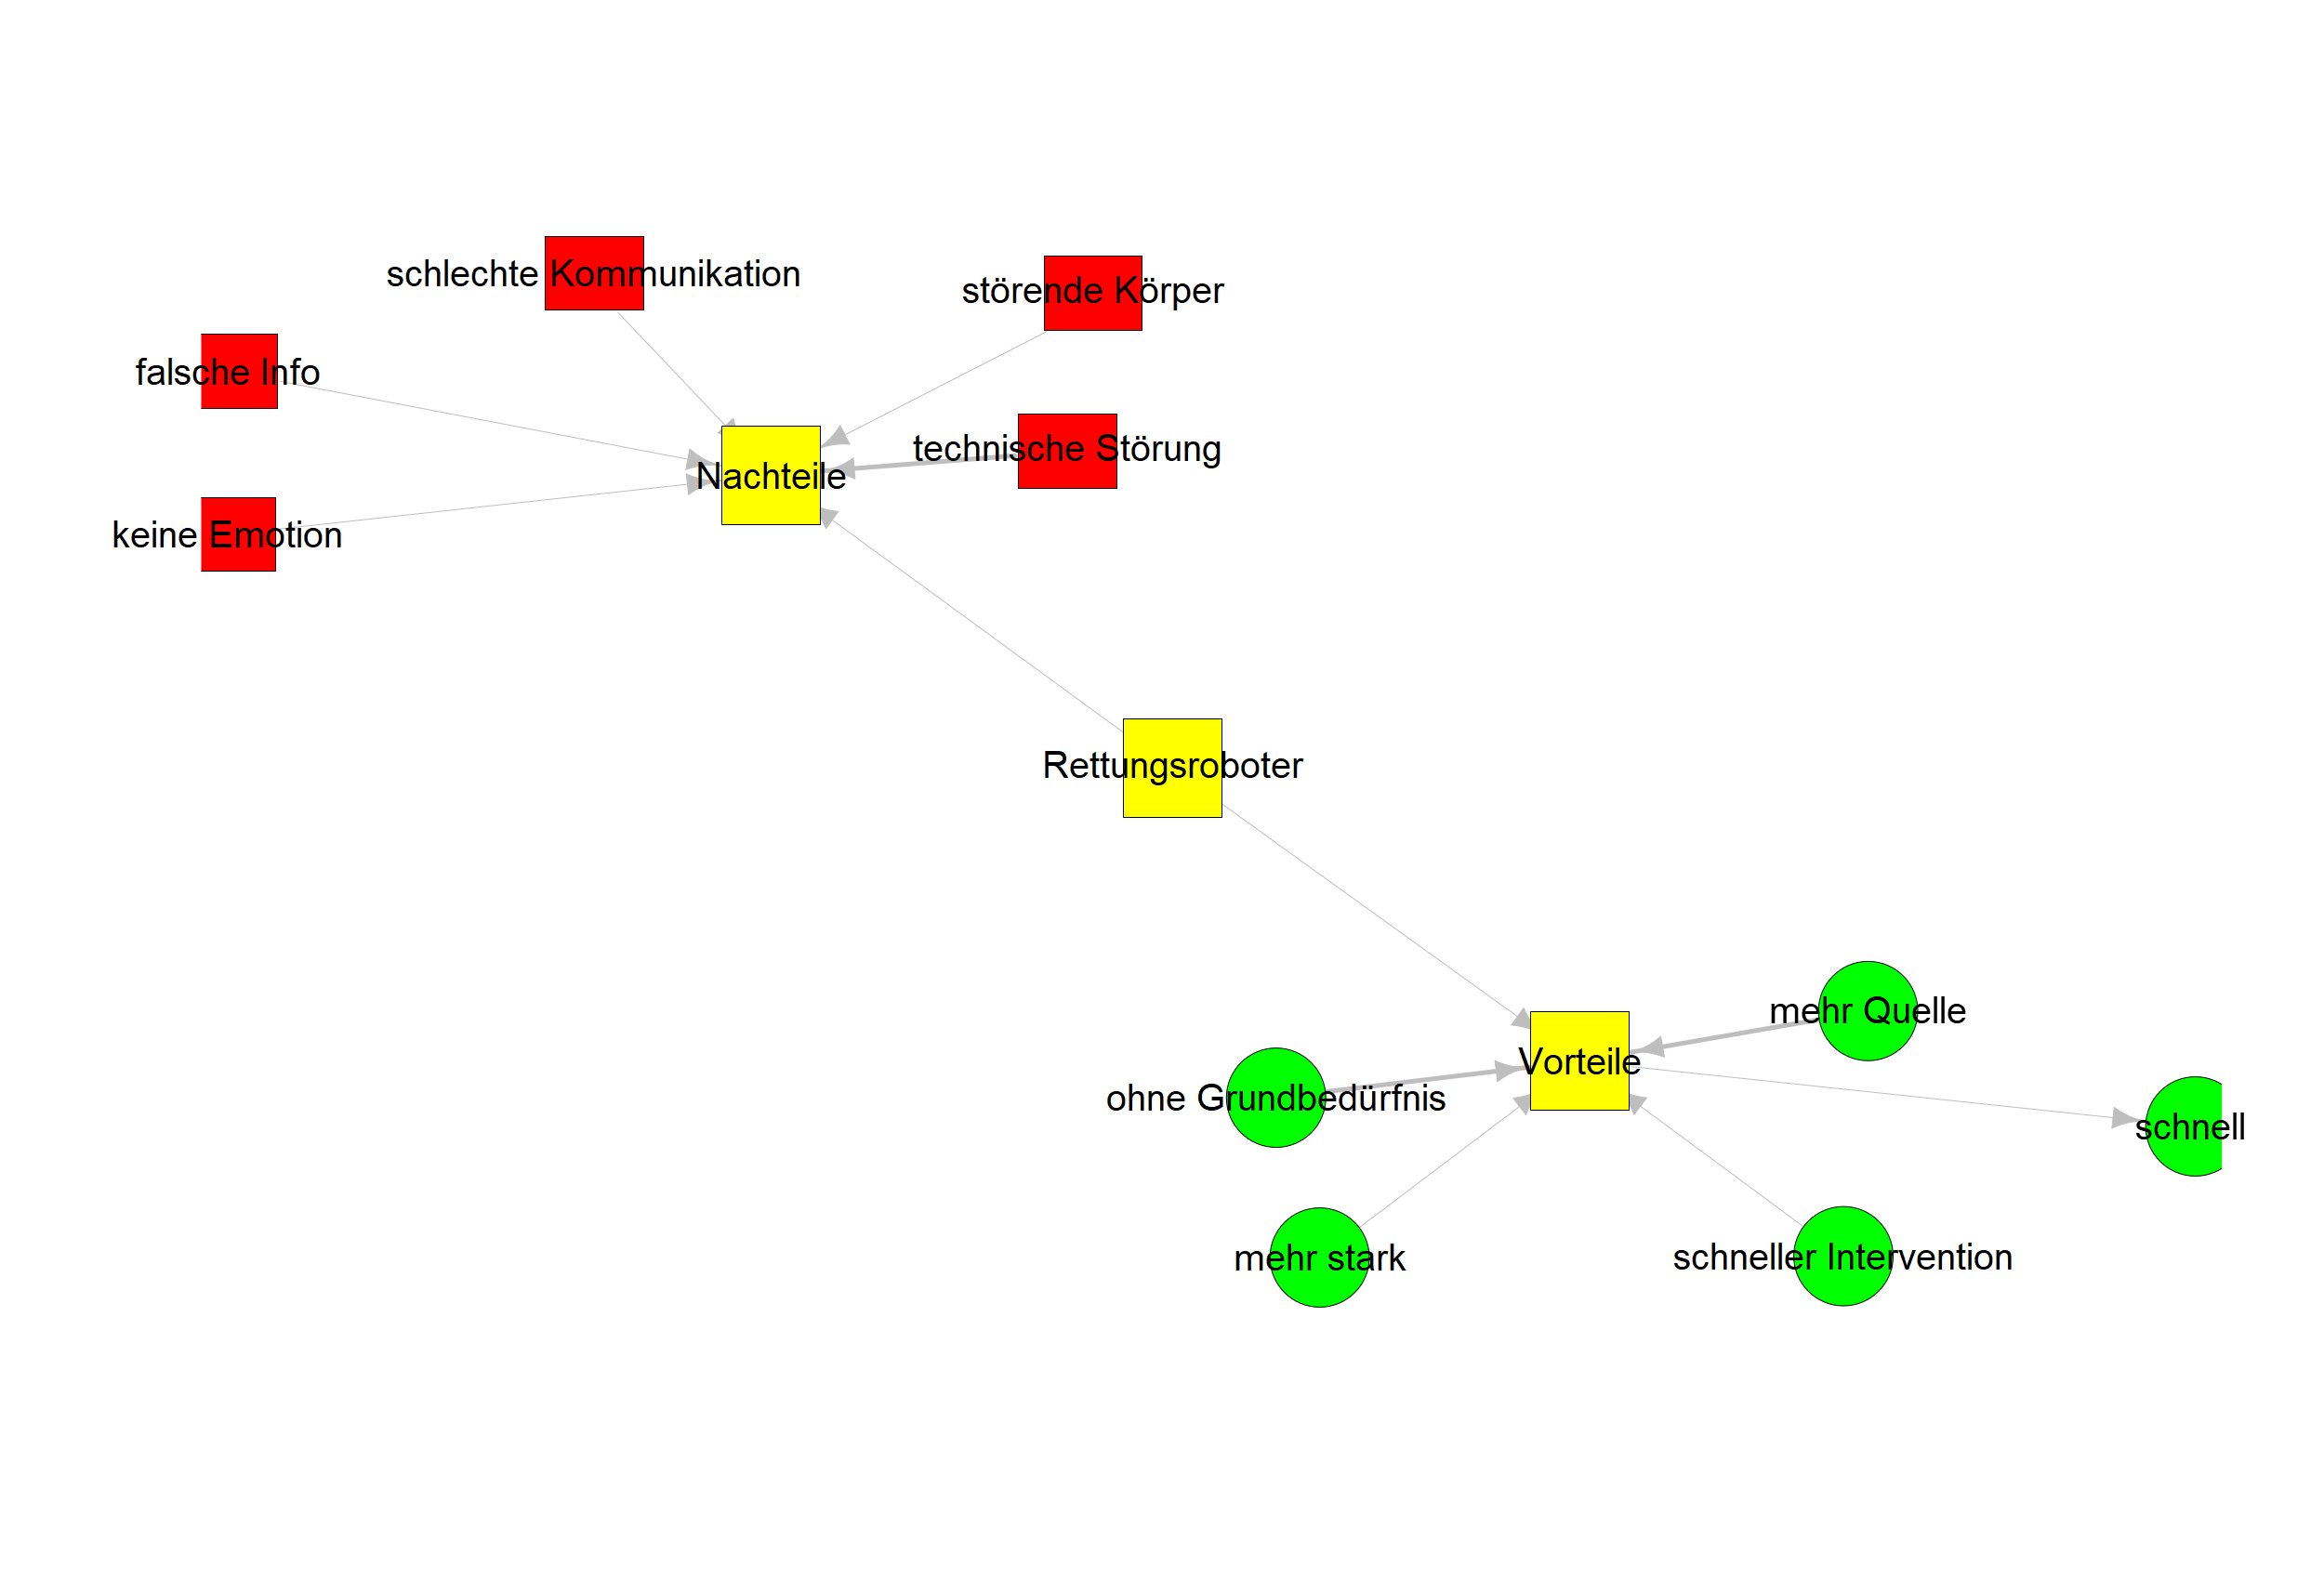 schlechte Kommunikation
störende Körper
falsche Info
technische Störung
Nachteile
keine Emotion
Rettungsroboter
mehr Quelle
Vorteile
ohne Grundbedürfnis
schnell
mehr stark
schneller Intervention